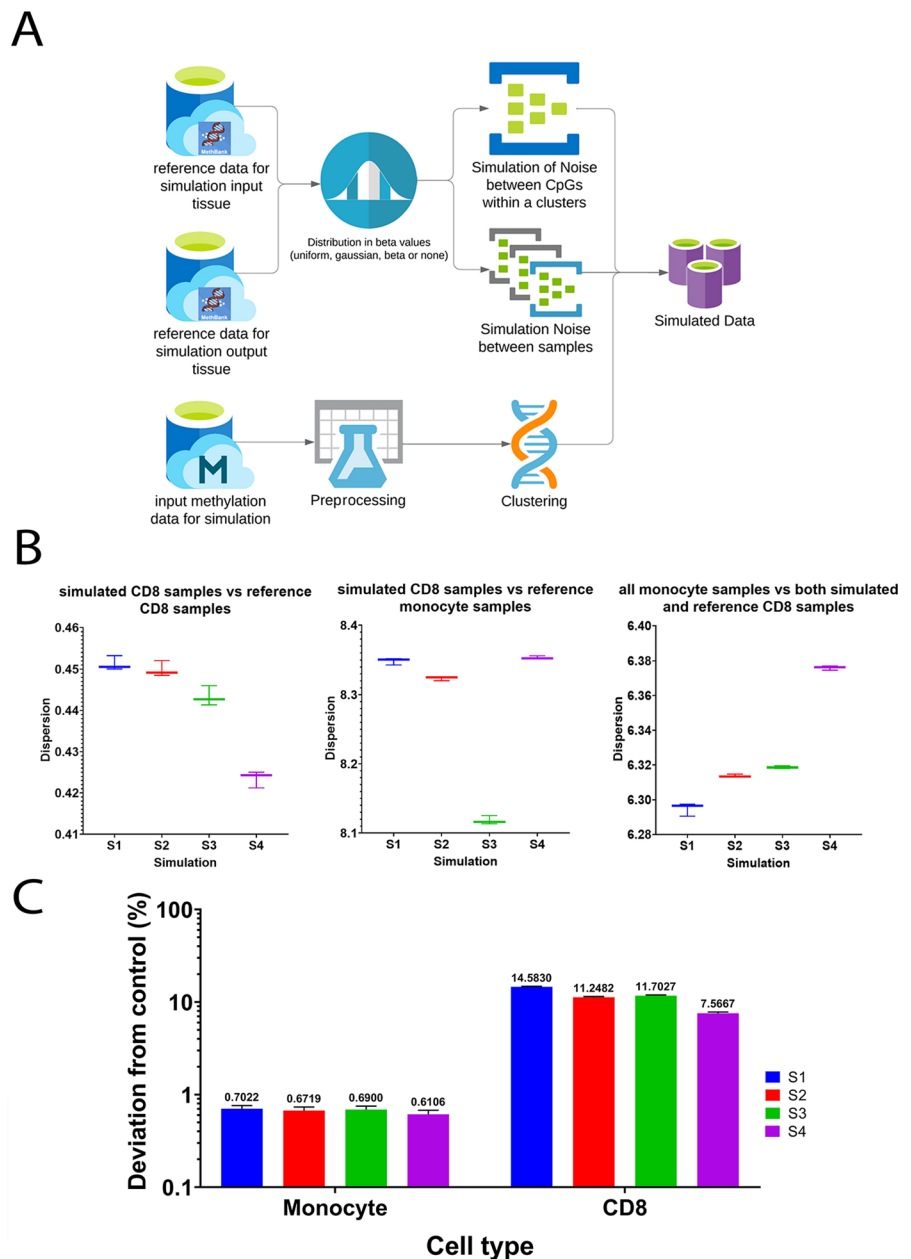 A
MethBank
reference data for
simulation input
tissue
Distribution in beta values
(uniform, gaussian, beta or none)
Simulation of Noise
between CpGs
within a clusters
MethBank
reference data for
simulation output
tissue
Simulation Noise
between samples
Simulated Data
M
input methylation
data for simulation
Preprocessing
Clustering
B
simulated CD8 samples vs reference
CD8 samples
Dispersion
0.46
0.45
0.44
0.43
0.42
0.41
S1 S2 S3 S4
Simulation
simulated CD8 samples vs reference
monocyte samples
Dispersion
8.4
8.3
8.2
8.1
S1 S2 S3 S4
Simulation
all monocyte samples vs both simulated
and reference CD8 samples
Dispersion
6.40
6.38
6.36
6.34
6.32
6.30
6.28
S1 S2 S3 S4
Simulation
C
Deviation from control (%)
100
10
1
0.1
0.7022 0.6719 0.6900 0.6106
14.5830 11.2482 11.7027 7.5667
Monocyte CD8
Cell type
S1
S2
S3
S4